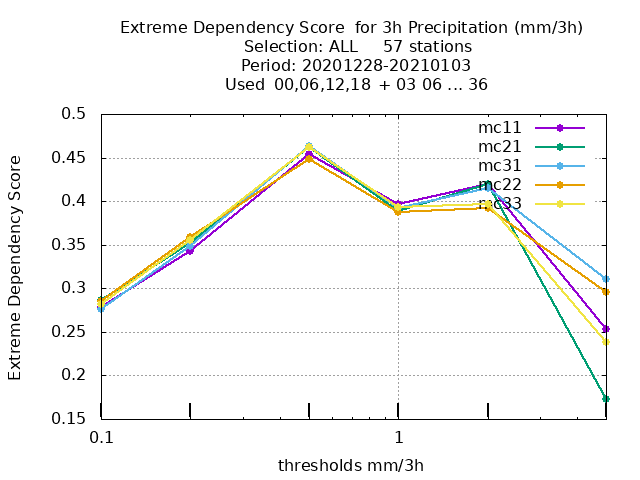 Extreme Dependency Score  for 3h Precipitation (mm/3h)
Selection: ALL     57 stations
Period: 20201228-20210103
Used  00,06,12,18  + 03 06 ... 36
mc11
mc21
mc31
mc22
mc33
0.5
0.45
0.4
0.35
0.3
0.25
0.2
0.15
Extreme Dependency Score
0.1
1
thresholds mm/3h